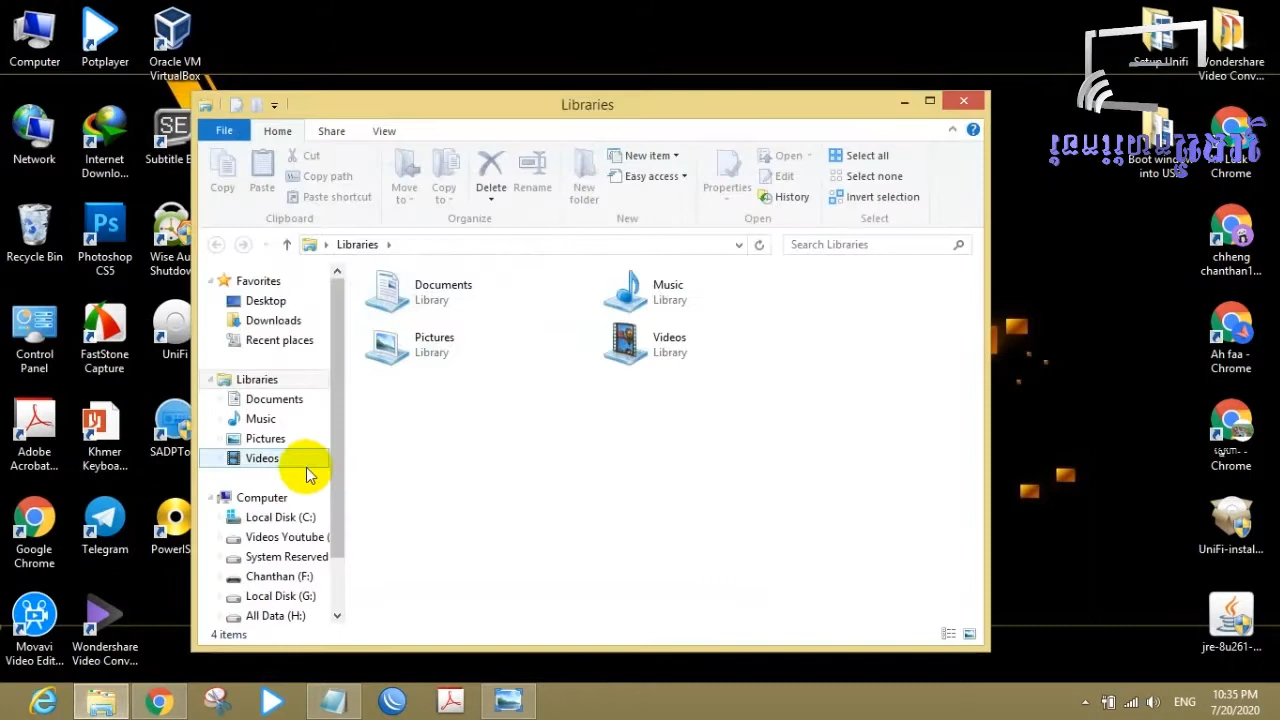 Computer
Potplayer
Oracle VM
VirtualBox
Setup Unifi
Wondershare
Video Conv...
Network
Internet
Downlo...
Subtitle E
Boot window
into US
Chrome
Recycle Bin
Photoshop
CS5
Wise Au
Shutdow
chheng
chanthan1...
Control
Panel
FastStone
Capture
UniFi
Ah faa -
Chrome
Adobe
Acrobat...
Khmer
Keyboa...
SADPTo
- Chrome
Google
Chrome
Telegram
PowerIS
UniFi-instal...
Movavi
Video Edit...
Wondershare
Video Conv...
jre-8u261-...
Libraries
File
Home
Share
View
Copy
Paste
Cut
Copy path
Paste shortcut
Clipboard
Move
to
Copy
to
Delete
Rename
Organize
New
folder
New item
Easy access
New
Properties
Open
Edit
History
Open
Select all
Select none
Invert selection
Select
Libraries
Search Libraries
Favorites
Desktop
Downloads
Recent places
Libraries
Documents
Music
Pictures
Videos
Computer
Local Disk (C:)
Videos Youtube (
System Reserved
Chanthan (F:)
Local Disk (G:)
All Data (H:)
Documents
Library
Music
Library
Pictures
Library
Videos
Library
4 items
ENG
10:35 PM
7/20/2020